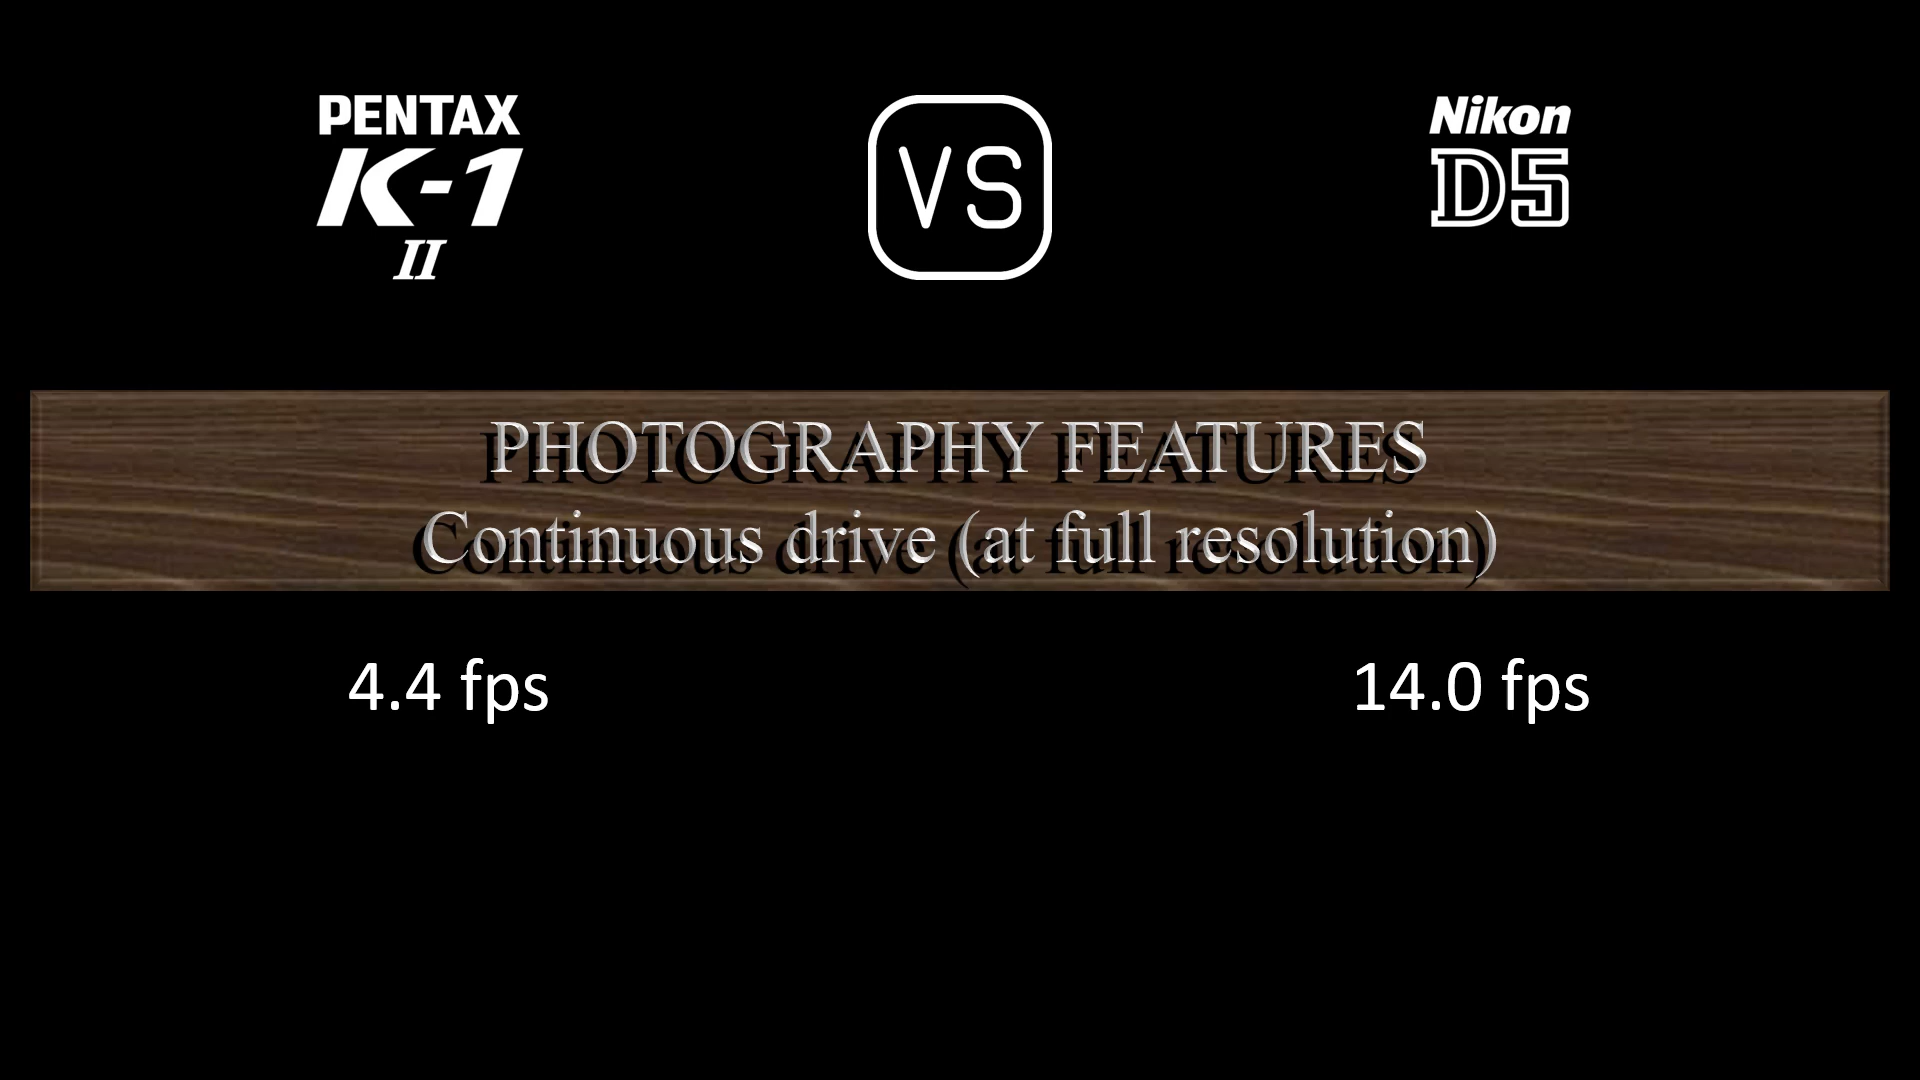 PENTAX
K-1
II
VS
Nikon
D5
PHOTOGRAPHY FEATURES
Continuous drive (at full resolution)
4.4 fps
14.0 fps